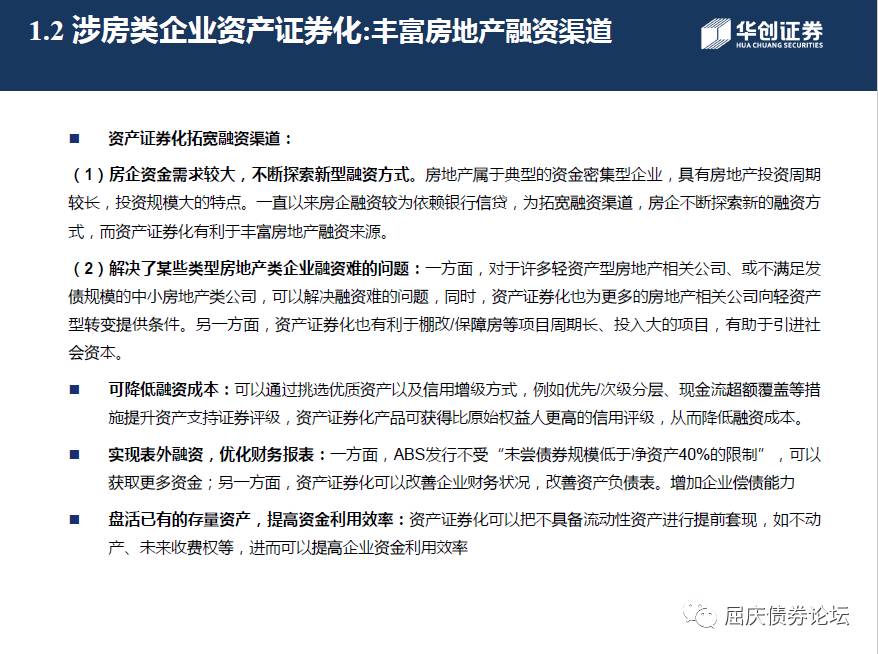 1.2 涉房类企业资产证券化:丰富房地产融资渠道
华创证券
HUA CHUANG SECURITIES
■ 资产证券化拓宽融资渠道：
（1）房企资金需求较大，不断探索新型融资方式。房地产属于典型的资金密集型企业，具有房地产投资周期
较长，投资规模大的特点。一直以来房企融资较为依赖银行信贷，为拓宽融资渠道，房企不断探索新的融资方
式，而资产证券化有利于丰富房地产融资来源。
（2）解决了某些类型房地产类企业融资难的问题：一方面，对于许多轻资产型房地产相关公司、或不满足发
债规模的中小房地产类公司，可以解决融资难的问题，同时，资产证券化也为更多的房地产相关公司向轻资产
型转变提供条件。另一方面，资产证券化也有利于棚改/保障房等项目周期长、投入大的项目，有助于引进社
会资本。
■ 可降低融资成本：可以通过挑选优质资产以及信用增级方式，例如优先/次级分层、现金流超额覆盖等措
施提升资产支持证券评级，资产证券化产品可获得比原始权益人更高的信用评级，从而降低融资成本。
■ 实现表外融资，优化财务报表：一方面，ABS发行不受“未尝债券规模低于净资产40%的限制”，可以
获取更多资金；另一方面，资产证券化可以改善企业财务状况，改善资产负债表。增加企业偿债能力
■ 盘活已有的存量资产，提高资金利用效率：资产证券化可以把不具备流动性资产进行提前套现，如不动
产、未来收费权等，进而可以提高企业资金利用效率
屈庆债券论坛